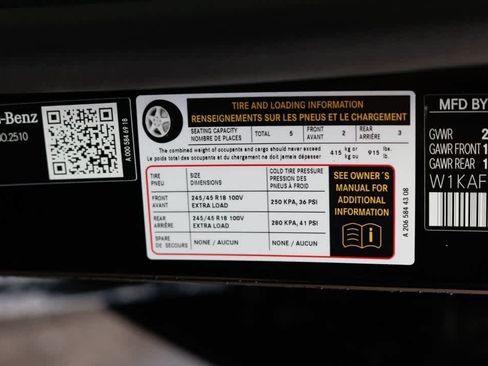 s-Benz
0.2510
A 000 584 69 18
TIRE AND LOADING INFORMATION
RENSEIGNEMENTS SUR LES PNEUS ET LE CHARGEMENT
SEATING CAPACITY
NOMBRE DE PLACES
TOTAL 5
FRONT
AVANT 2
REAR
ARRIÈRE 3
The combined weight of occupants and cargo should never exceed
Le poids total des occupants et du chargement ne doit jamais dépasser
415 kg or 915 lbs.
kg ou lb.
TIRE
PNEU
SIZE
DIMENSIONS
COLD TIRE PRESSURE
PRESSION DES
PNEUS À FROID
FRONT
AVANT
245/45 R18 100V
EXTRA LOAD
250 KPA, 36 PSI
REAR
ARRIÈRE
245/45 R18 100V
EXTRA LOAD
280 KPA, 41 PSI
SPARE
DE SECOURS
NONE / AUCUN
NONE / AUCUN
SEE OWNER´S
MANUAL FOR
ADDITIONAL
INFORMATION
i
A 206 584 43 08
MFD BY
GVWR 2
GAWR FRONT 1
GAWR REAR 1
W1KAF